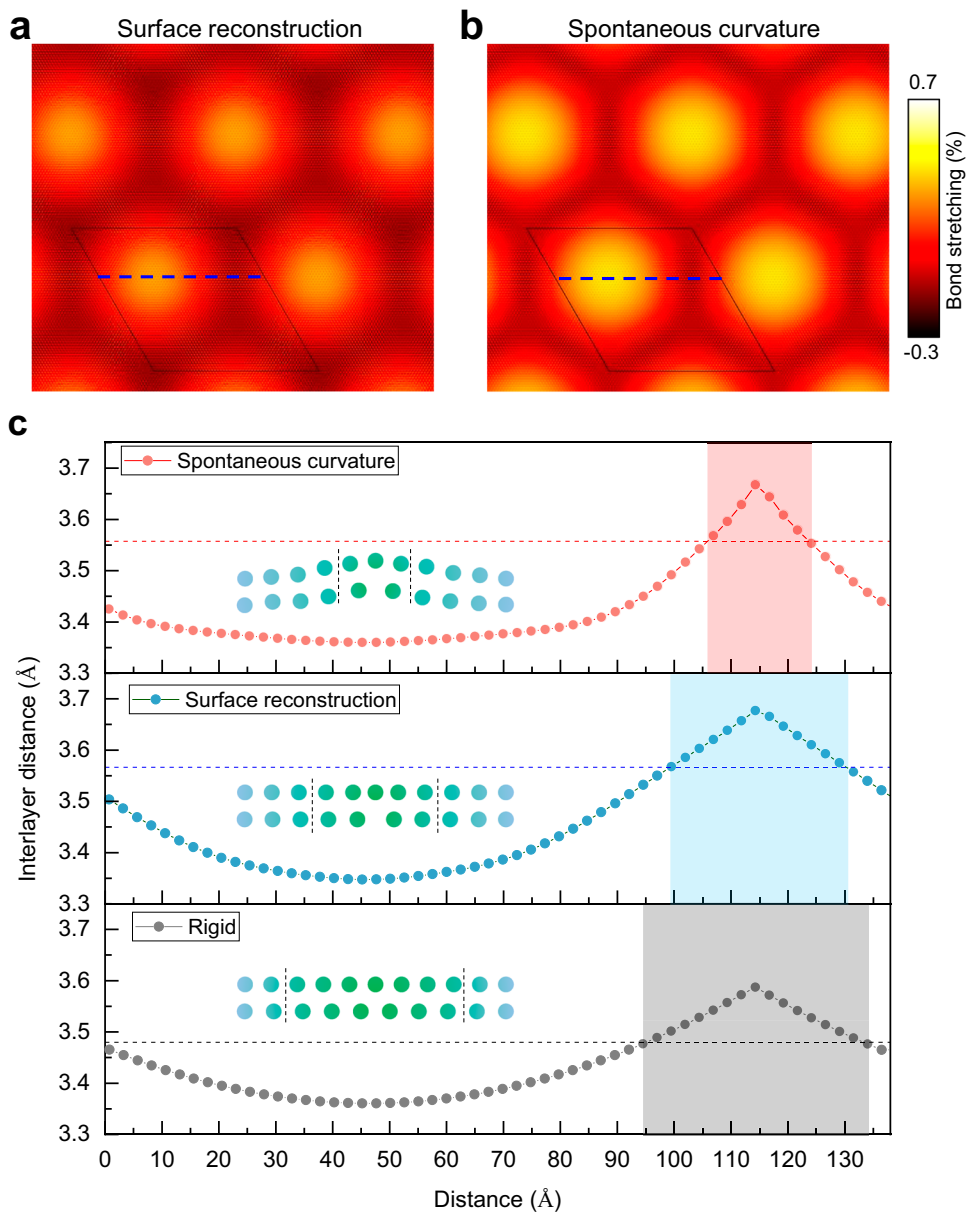 a
Surface reconstruction
b
Spontaneous curvature
0.7
Bond stretching (%)
-0.3
c
3.7
3.6
3.5
3.4
3.3
Spontaneous curvature
3.7
3.6
3.5
3.4
3.3
Surface reconstruction
3.7
3.6
3.5
3.4
3.3
Rigid
Interlayer distance (Å)
0 10 20 30 40 50 60 70 80 90 100 110 120 130
Distance (Å)